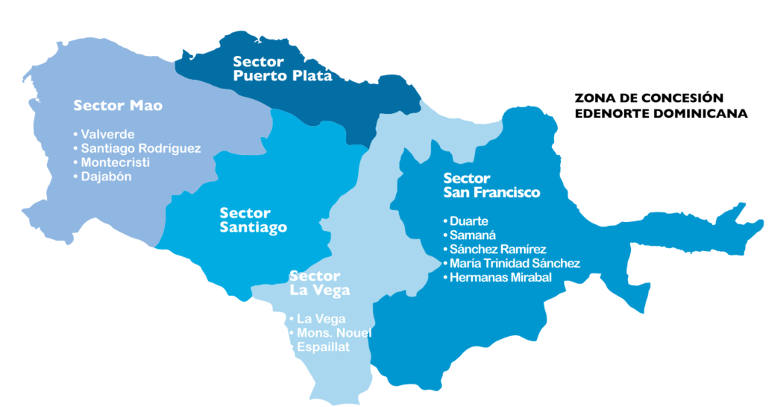 Sector
Puerto Plata
ZONA DE CONCESIÓN
EDENORTE DOMINICANA
Sector Mao
• Valverde
• Santiago Rodríguez
• Montecristi
• Dajabón
Sector
San Francisco
• Duarte
• Samaná
• Sánchez Ramírez
• María Trinidad Sánchez
• Hermanas Mirabal
Sector
Santiago
Sector
La Vega
• La Vega
• Mons. Nouel
• Espaillat